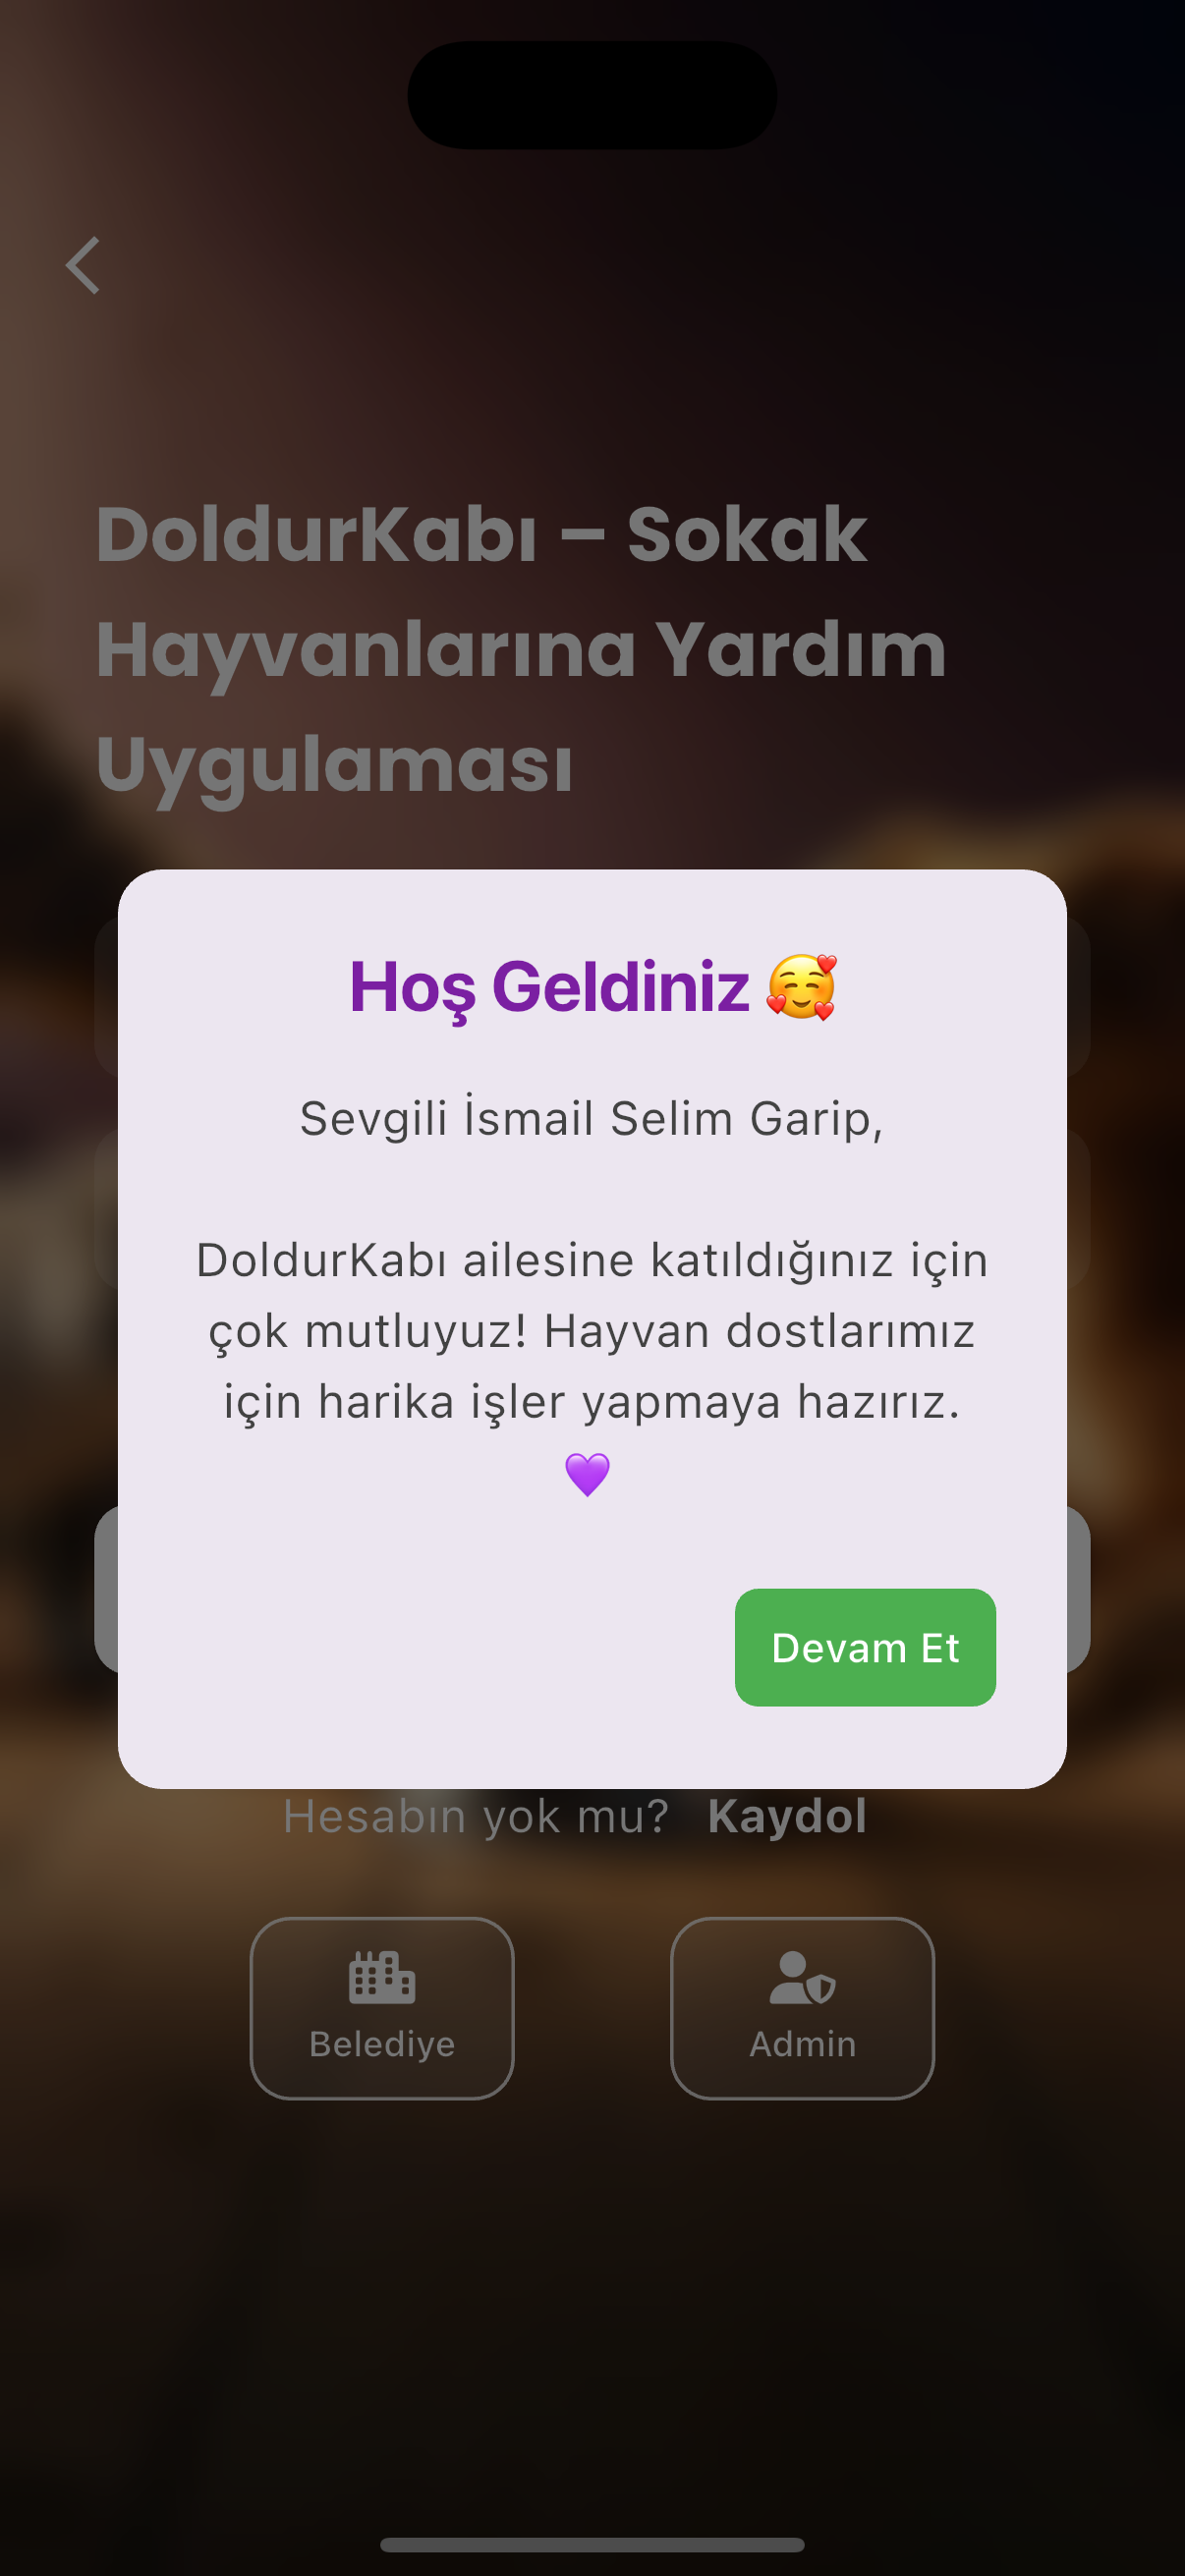 DoldurKabı – Sokak
Hayvanlarına Yardım
Uygulaması
Hoş Geldiniz 🥰
Sevgili İsmail Selim Garip,
DoldurKabı ailesine katıldığınız için
çok mutluyuz! Hayvan dostlarımız
için harika işler yapmaya hazırız.
💜
Devam Et
Hesabın yok mu? Kaydol
Belediye
Admin